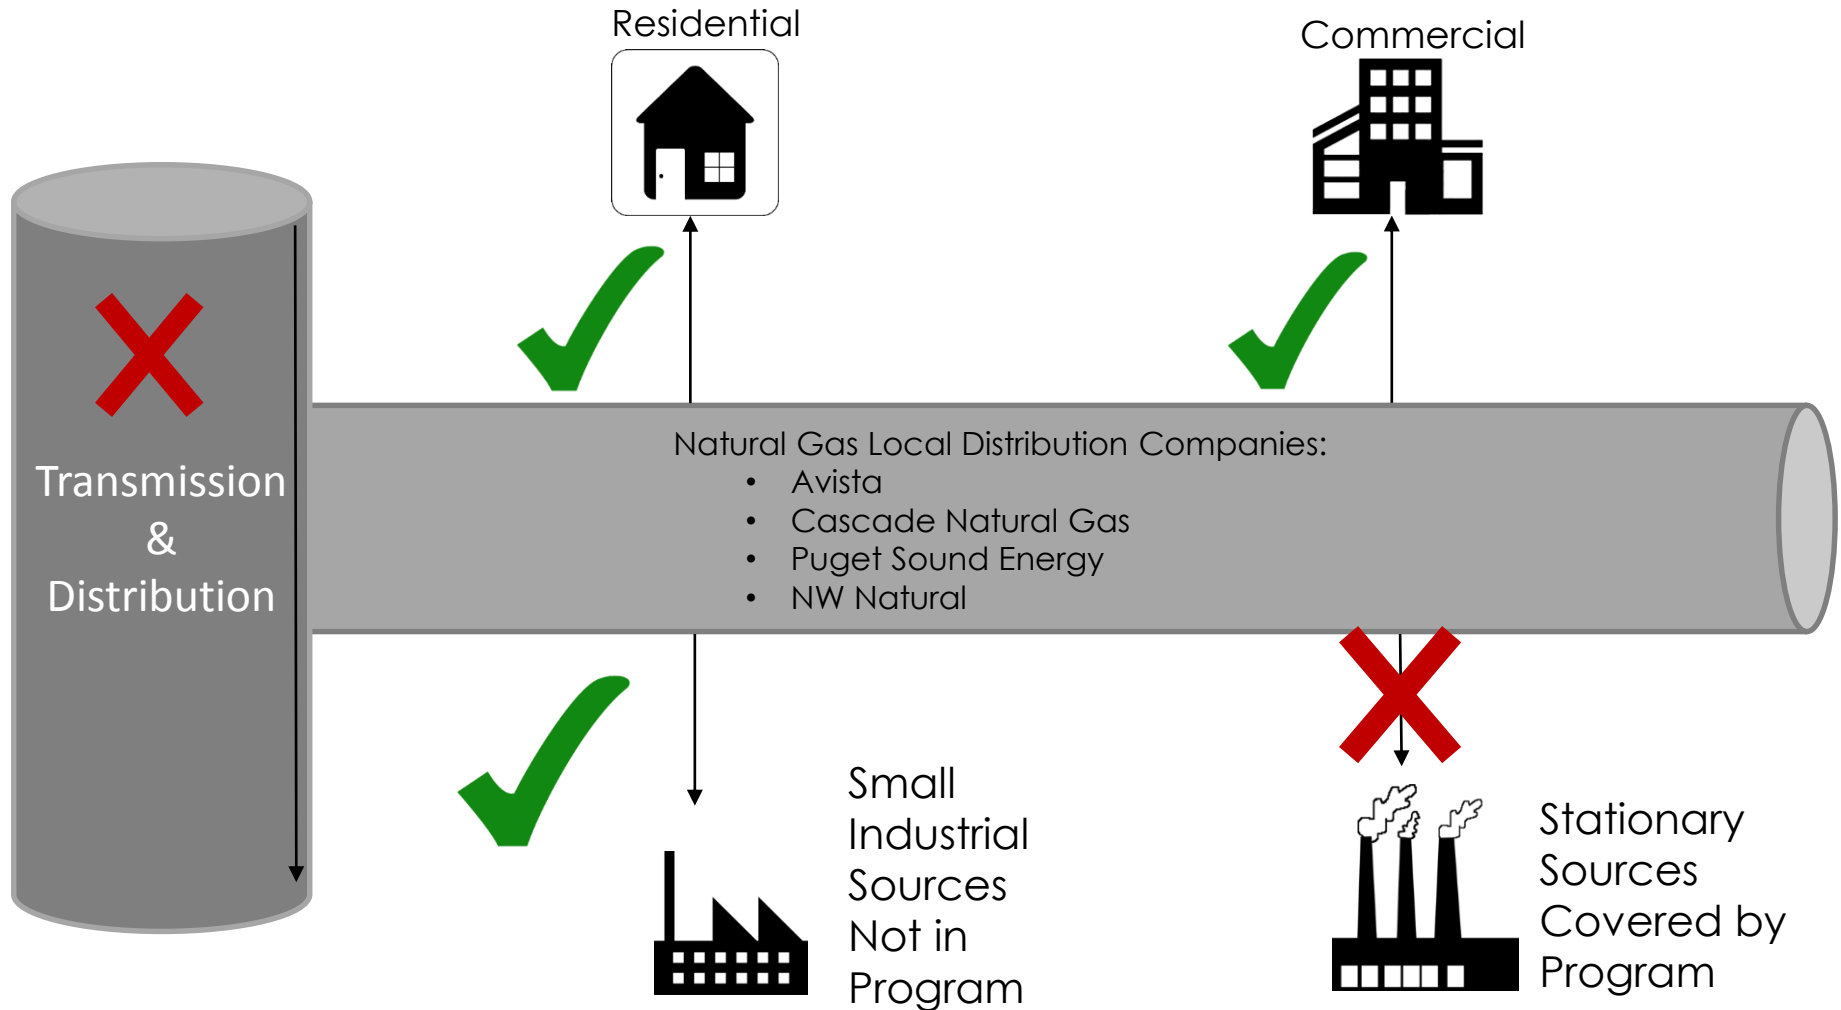 Residential
Commercial
Transmission
&
Distribution
Natural Gas Local Distribution Companies:
• Avista
• Cascade Natural Gas
• Puget Sound Energy
• NW Natural
Small
Industrial
Sources
Not in
Program
Stationary
Sources
Covered by
Program